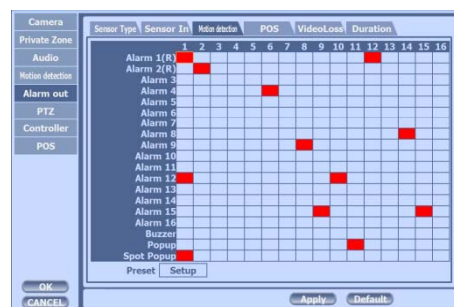 Camera
Private Zone
Audio
Motion detection
Alarm out
PTZ
Controller
POS
OK
CANCEL
Sensor Type Sensor In Motion detection POS VideoLoss Duration
1 2 3 4 5 6 7 8 9 10 11 12 13 14 15 16
Alarm 1(R)
Alarm 2(R)
Alarm 3
Alarm 4
Alarm 5
Alarm 6
Alarm 7
Alarm 8
Alarm 9
Alarm 10
Alarm 11
Alarm 12
Alarm 13
Alarm 14
Alarm 15
Alarm 16
Buzzer
Popup
Spot Popup
Preset Setup
Apply Default